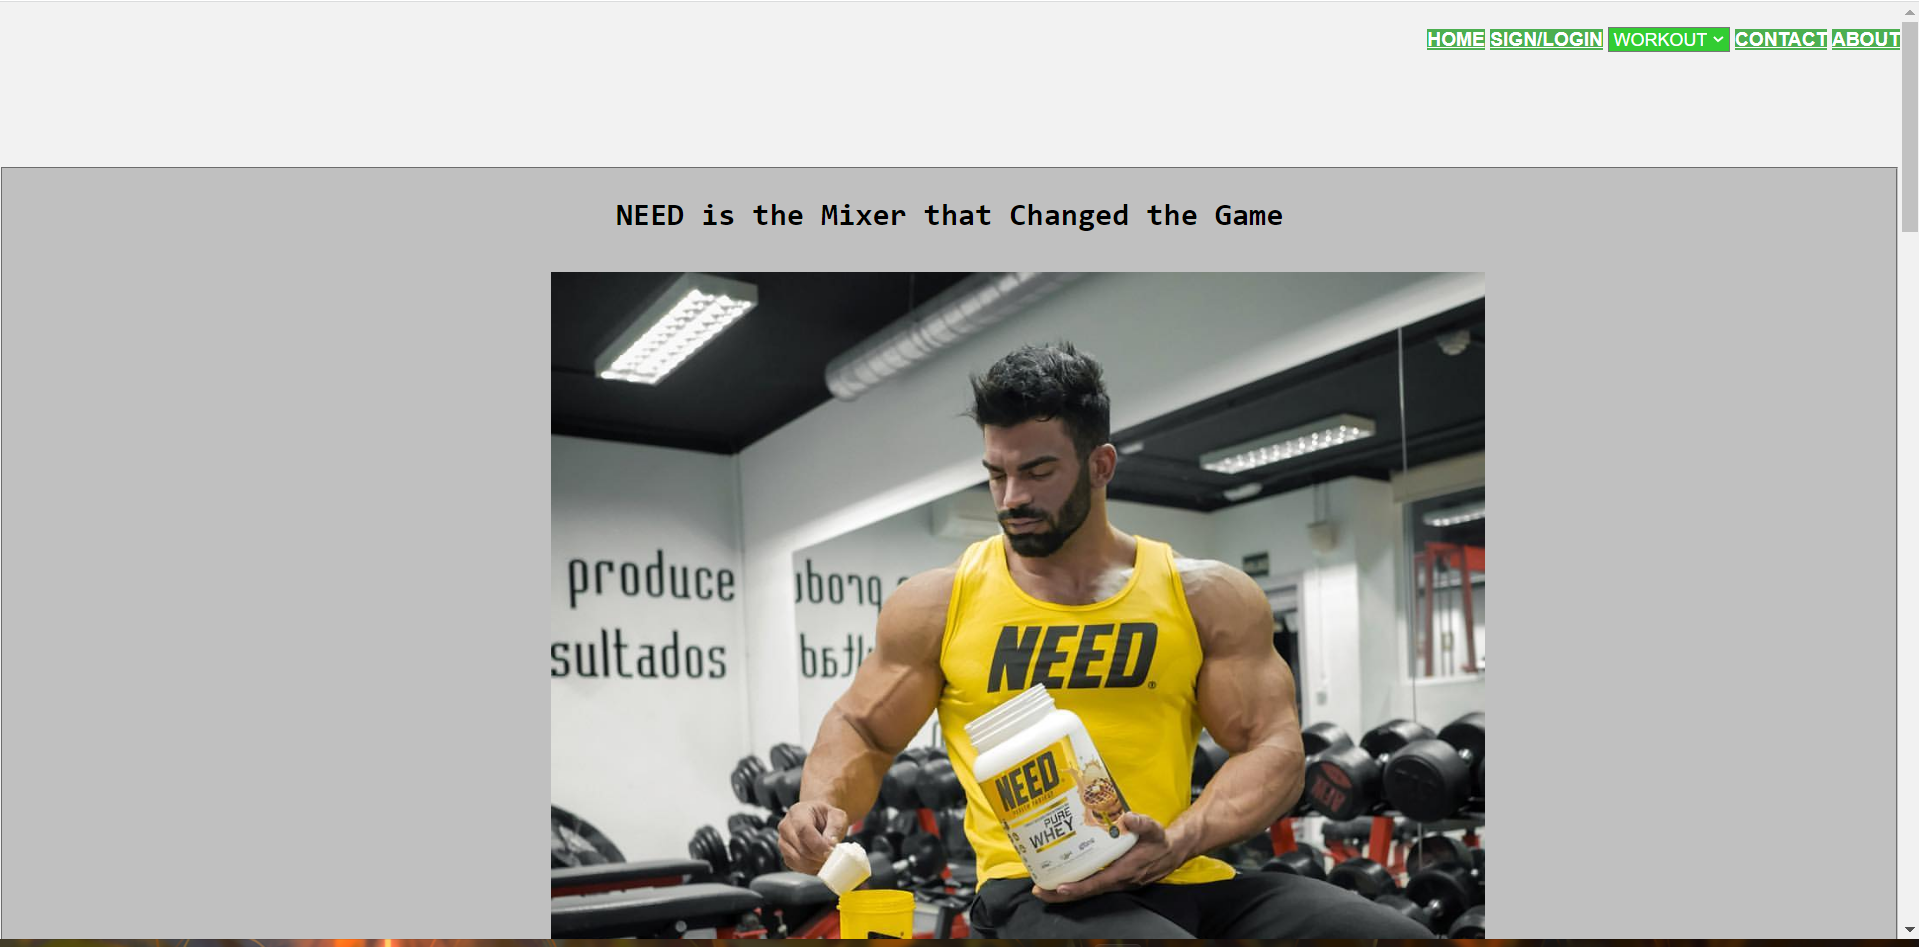 HOME SIGN/LOGIN WORKOUT CONTACT ABOUT
NEED is the Mixer that Changed the Game
produce
sultados
NEED
NEED
PURE
WHEY